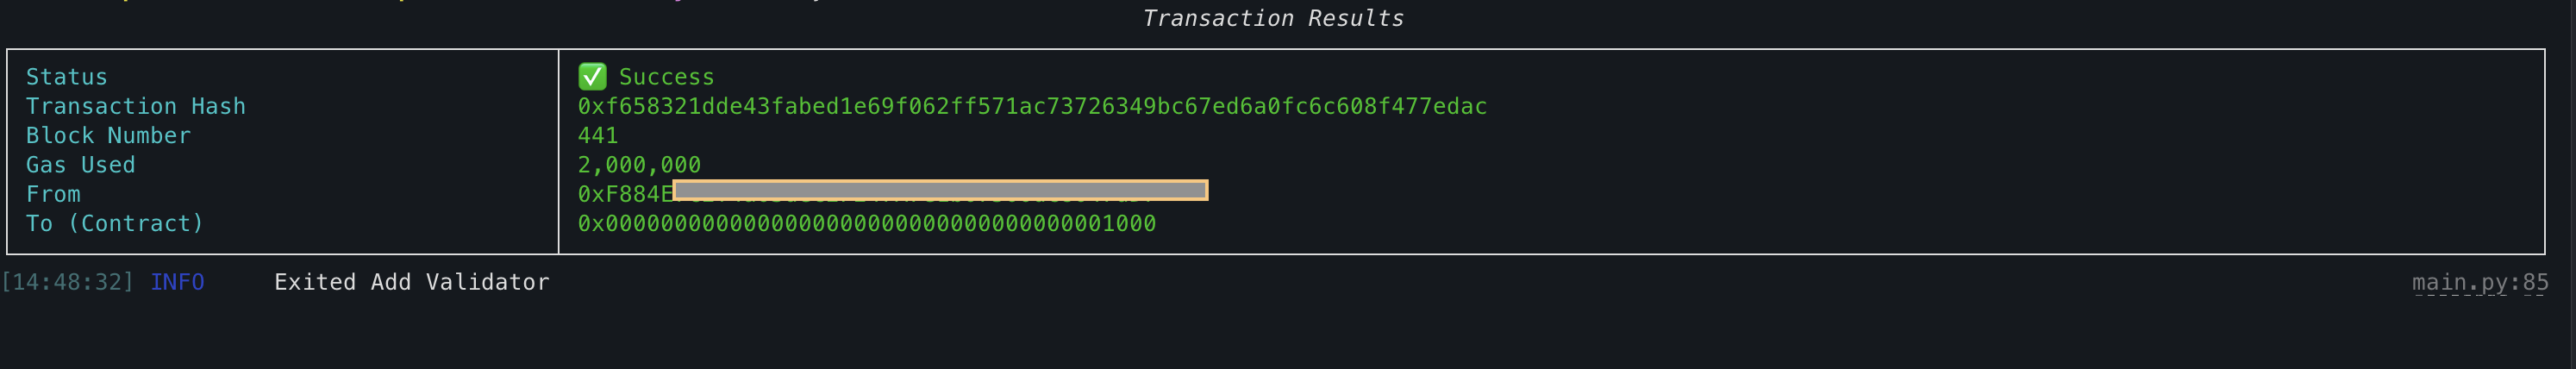 Transaction Results
Status ✅ Success
Transaction Hash 0xf658321dde43fabed1e69f062ff571ac73726349bc67ed6a0fc6c608f477edac
Block Number 441
Gas Used 2,000,000
From 0xF884E
To (Contract) 0x0000000000000000000000000000000000001000
[14:48:32] INFO Exited Add Validator main.py:85